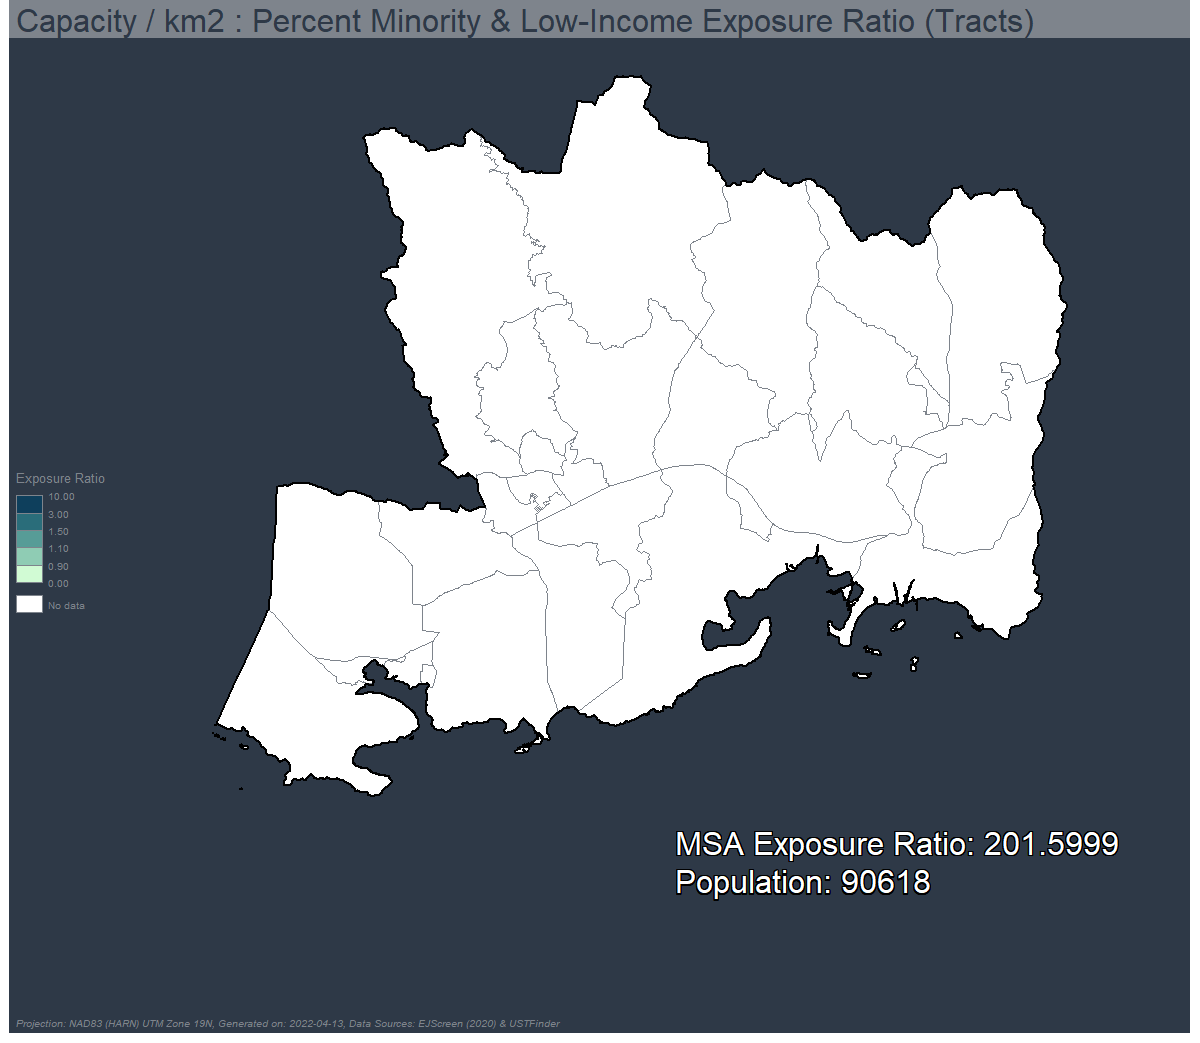 Capacity / km2 : Percent Minority & Low-Income Exposure Ratio (Tracts)
Exposure Ratio
10.00
3.00
1.50
1.10
0.90
0.00
No data
MSA Exposure Ratio: 201.5999
Population: 90618
Projection: NAD83 (HARN) UTM Zone 19N, Generated on: 2022-04-13, Data Sources: EJScreen (2020) & USTFinder